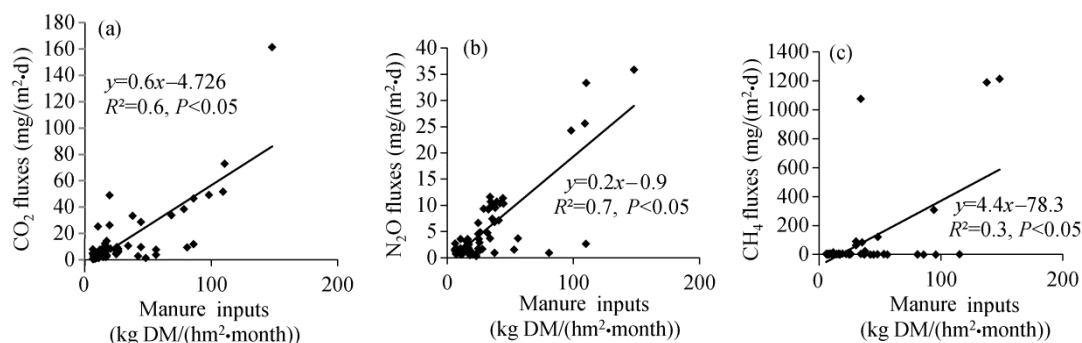 (a)
CO₂ fluxes (mg/(m²•d))
180
160
140
120
100
80
60
40
20
0
y=0.6x−4.726
R²=0.6, P<0.05
0
100
200
Manure inputs
(kg DM/(hm²•month))
(b)
N₂O fluxes (mg/(m²•d))
40
35
30
25
20
15
10
5
0
y=0.2x−0.9
R²=0.7, P<0.05
0
100
200
Manure inputs
(kg DM/(hm²•month))
(c)
CH₄ fluxes (mg/(m²•d))
1400
1200
1000
800
600
400
200
0
y=4.4x−78.3
R²=0.3, P<0.05
0
100
200
Manure inputs
(kg DM/(hm²•month))